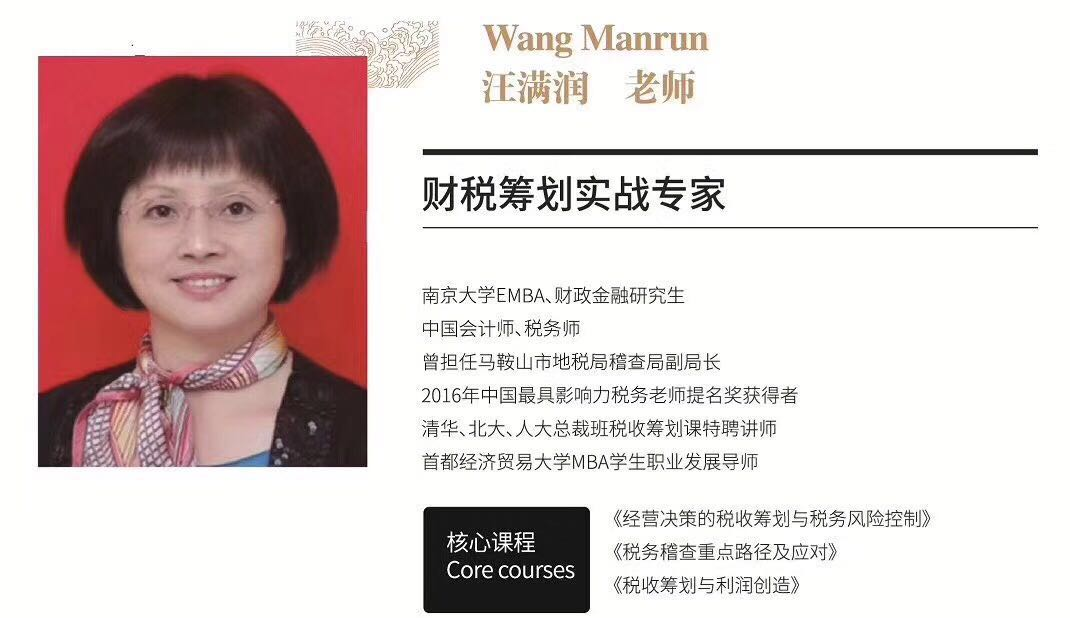 Wang Manrun
汪满润 老师
财税筹划实战专家
南京大学EMBA、财政金融研究生
中国会计师、税务师
曾担任马鞍山市地税局稽查局副局长
2016年中国最具影响力税务老师提名奖获得者
清华、北大、人大总裁班税收筹划课特聘讲师
首都经济贸易大学MBA学生职业发展导师
核心课程
Core courses
《经营决策的税收筹划与税务风险控制》
《税务稽查重点路径及应对》
《税收筹划与利润创造》